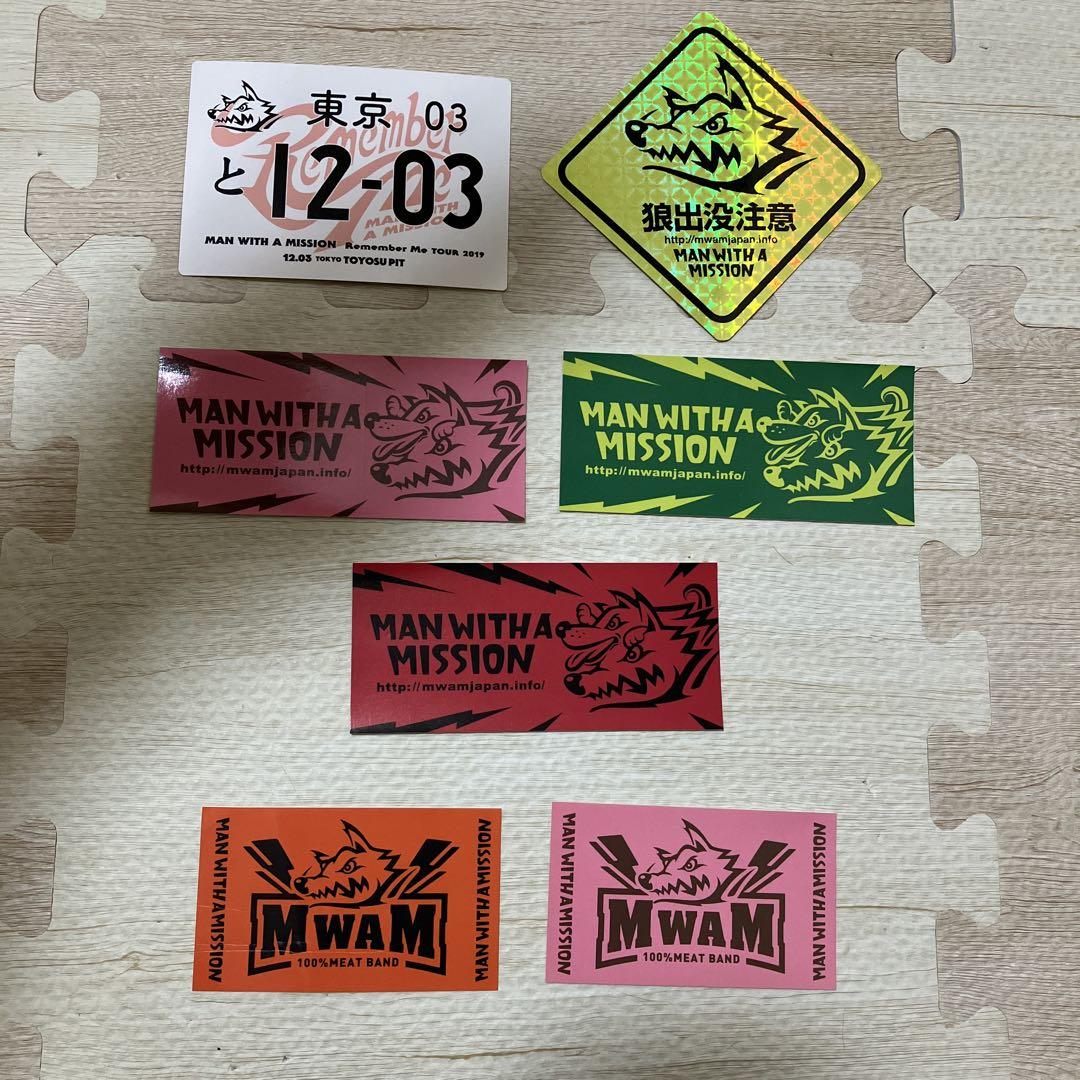 東京 03
と 12-03
Remember
Me
MAN WITH
A MISSION
MAN WITH A MISSION Remember Me TOUR 2019
12.03 TOKYO TOYOSU PIT
狼出没注意
http://mwamjapan.info
MAN WITH A
MISSION
MAN WITH A
MISSION
http://mwamjapan.info/
MAN WITH A
MISSION
http://mwamjapan.info/
MAN WITH A
MISSION
http://mwamjapan.info/
MAN WITH A MISSION
MWAM
100%MEAT BAND
MAN WITH A MISSION
MAN WITH A MISSION
MWAM
100%MEAT BAND
MAN WITH A MISSION